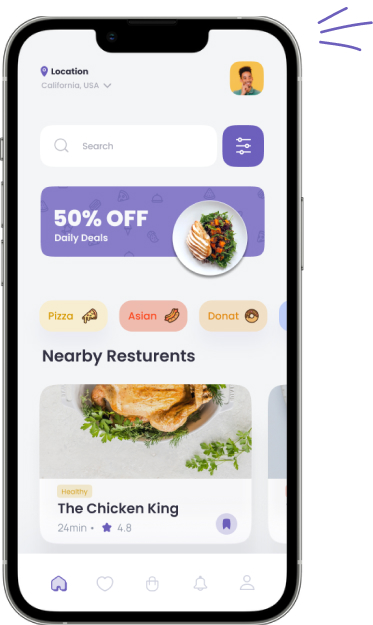 Location
California, USA
Search
50% OFF
Daily Deals
Pizza
Asian
Donat
Nearby Resturents
Healthy
The Chicken King
24min • 4.8